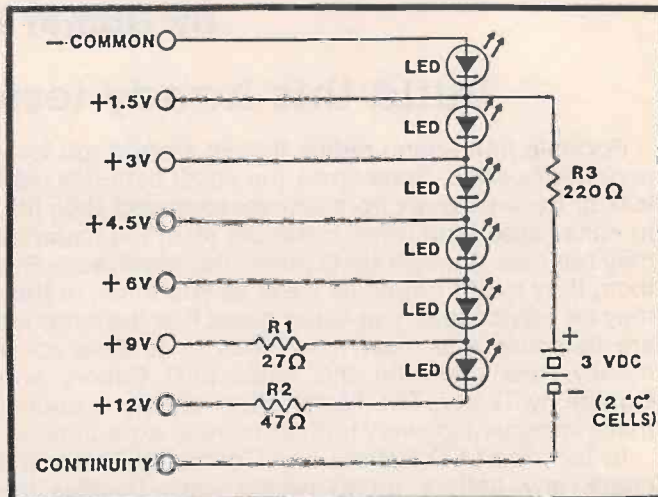 — COMMON
LED
+1.5V
LED
+3V
LED
R3
220Ω
+4.5V
LED
+6V
LED
+9V
R1
27Ω
LED
+12V
R2
47Ω
+
3 VDC
—
(2 "C"
CELLS)
CONTINUITY